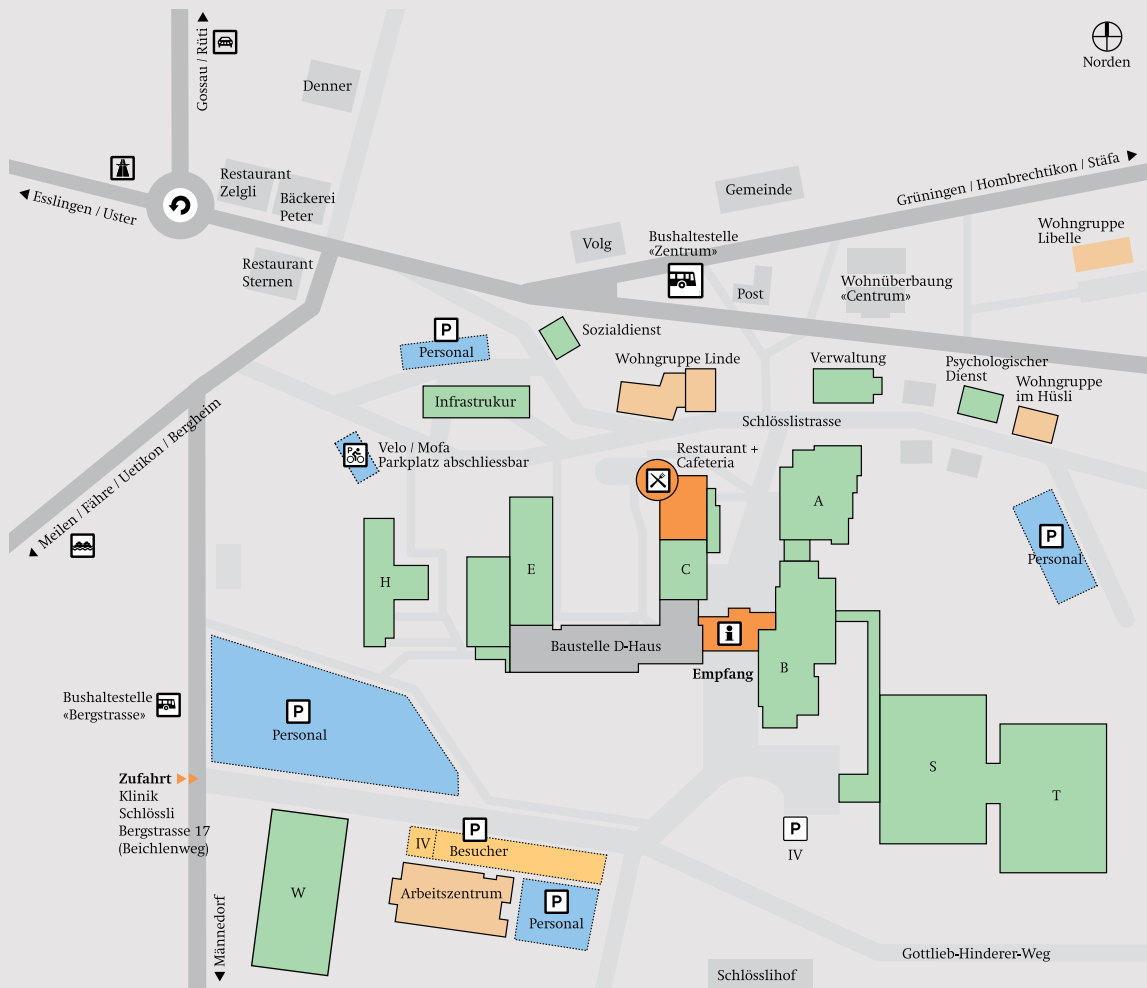 Gossau / Rüti
Norden
Denner
Restaurant
Zelgli
Bäckerei
Peter
Esslingen / Uster
Grüningen / Hombrechtikon / Stäfa
Gemeinde
Volg
Bushaltestelle
«Zentrum»
Wohngruppe
Libelle
Restaurant
Sternen
Post
Wohnüberbaung
«Centrum»
P
Personal
Sozialdienst
Wohngruppe Linde
Verwaltung
Psychologischer
Dienst
Wohngruppe
im Hüsli
Infrastrukur
Schlösslistrasse
Meilen / Fähre / Uetikon / Bergheim
P
Velo / Mofa
Parkplatz abschliessbar
Restaurant +
Cafeteria
A
P
Personal
H
E
C
Baustelle D-Haus
i
Empfang
B
Bushaltestelle
«Bergstrasse»
P
Personal
Zufahrt
Klinik
Schlössli
Bergstrasse 17
(Beichlenweg)
S
T
P
IV
P
IV
Besucher
W
Arbeitszentrum
P
Personal
Männedorf
Gottlieb-Hinderer-Weg
Schlösslihof